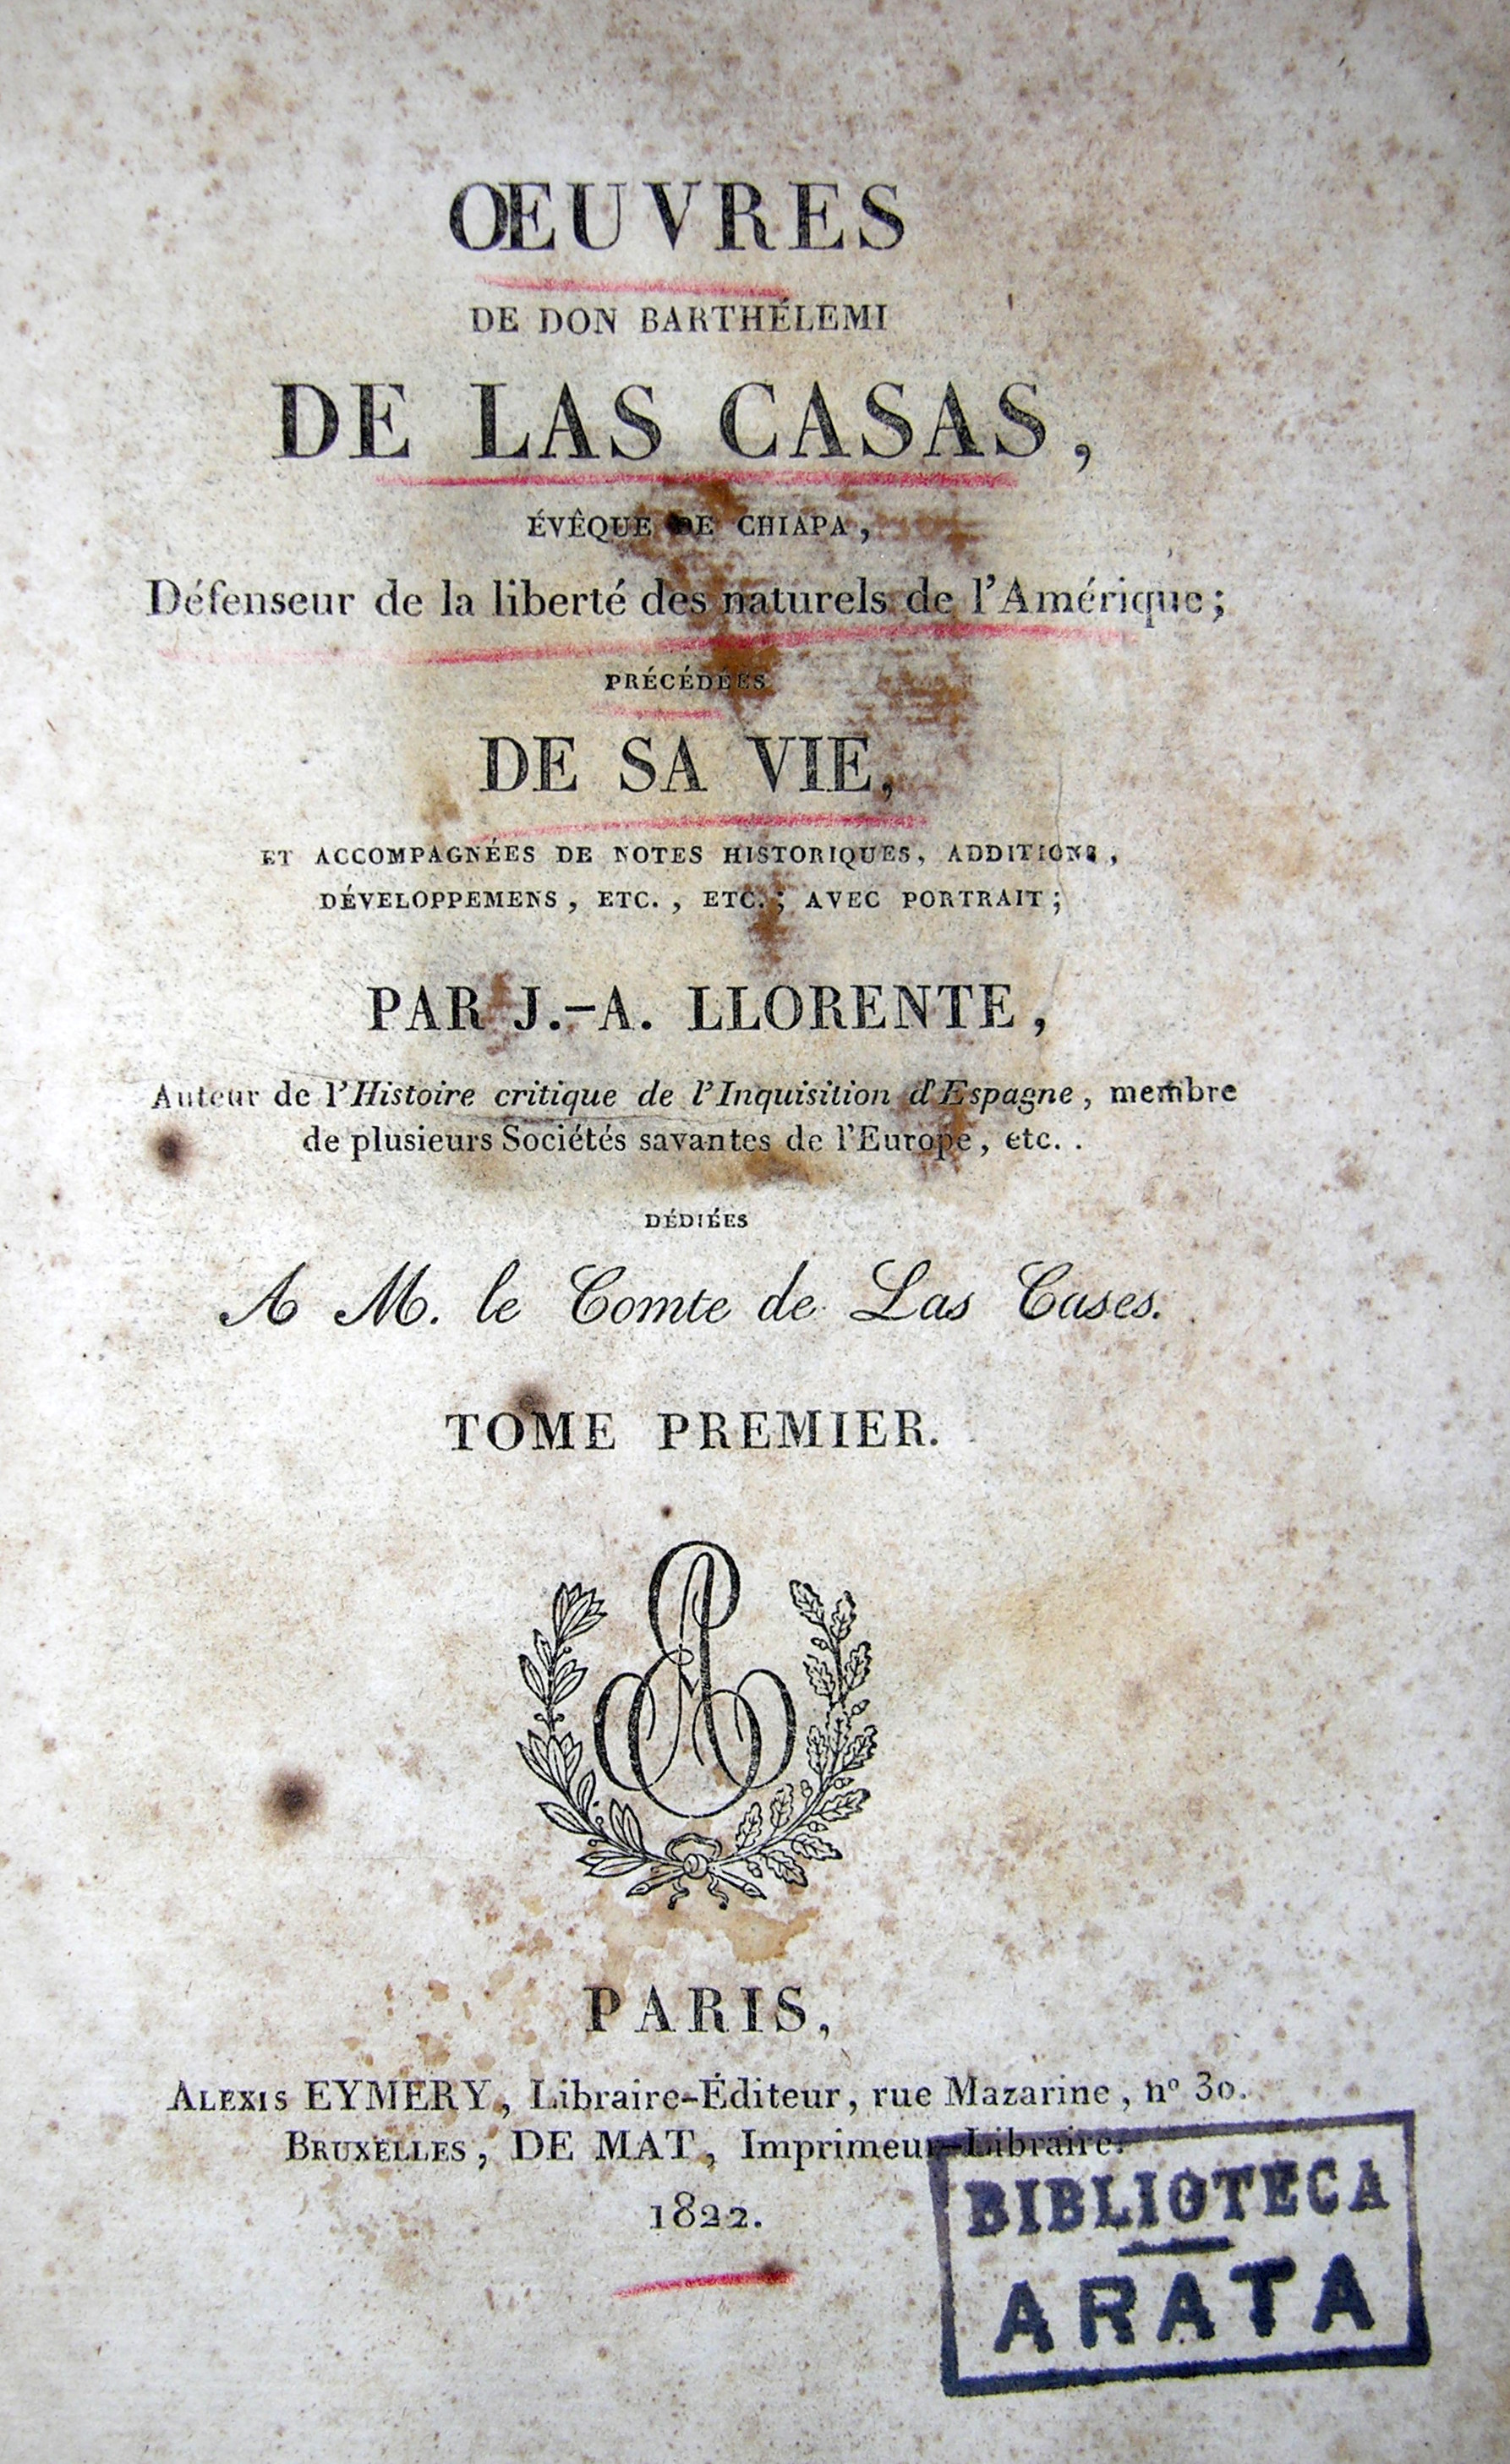 ŒUVRES
DE DON BARTHÉLEMI
DE LAS CASAS,
ÉVÊQUE DE CHIAPA,
Défenseur de la liberté des naturels de l'Amérique;
PRÉCÉDÉES
DE SA VIE,
ET ACCOMPAGNÉES DE NOTES HISTORIQUES, ADDITIONS,
DÉVELOPPEMENS, ETC., ETC.; AVEC PORTRAIT;
PAR J.-A. LLORENTE,
Auteur de l'Histoire critique de l'Inquisition d'Espagne, membre
de plusieurs Sociétés savantes de l'Europe, etc..
DÉDIÉES
A M. le Comte de Las Cases.
TOME PREMIER.
PARIS,
ALEXIS EYMERY, Libraire-Éditeur, rue Mazarine, nº 30.
BRUXELLES, DE MAT, Imprimeur-Libraire.
1822.
BIBLIOTECA
ARATA